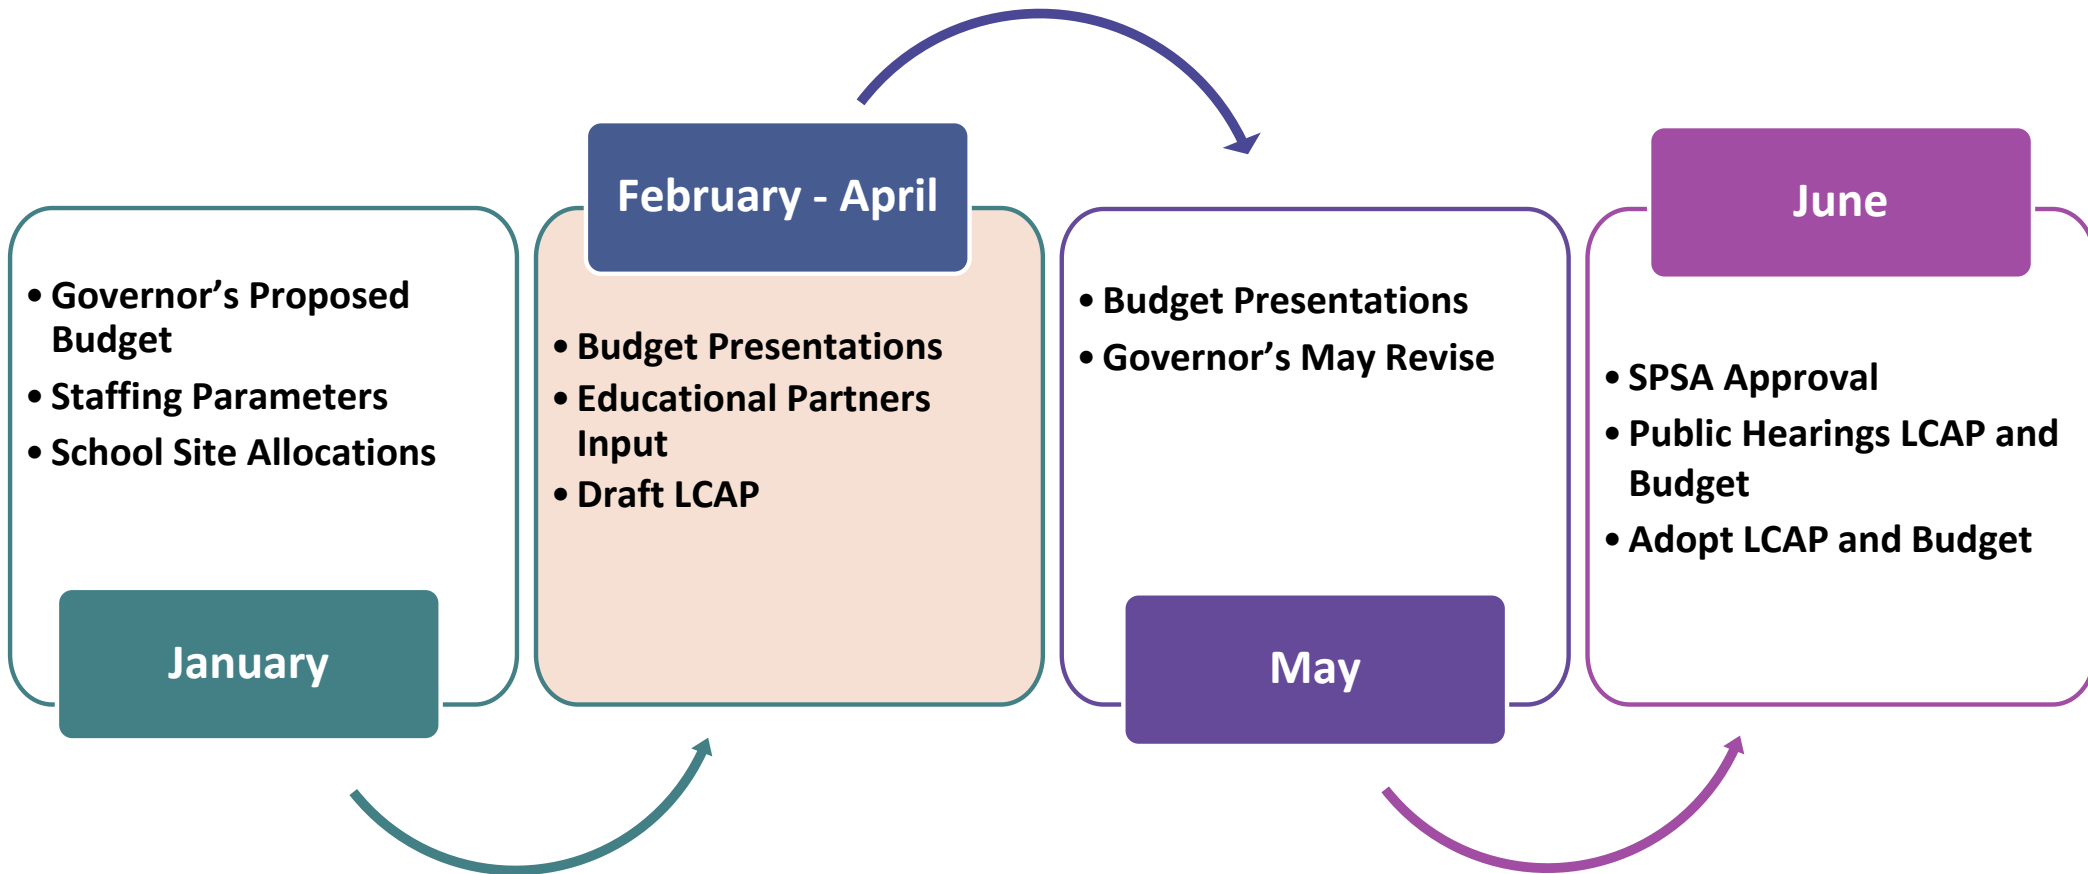 • Governor’s Proposed
Budget
• Staffing Parameters
• School Site Allocations
January
February - April
• Budget Presentations
• Educational Partners
Input
• Draft LCAP
• Budget Presentations
• Governor’s May Revise
May
June
• SPSA Approval
• Public Hearings LCAP and
Budget
• Adopt LCAP and Budget